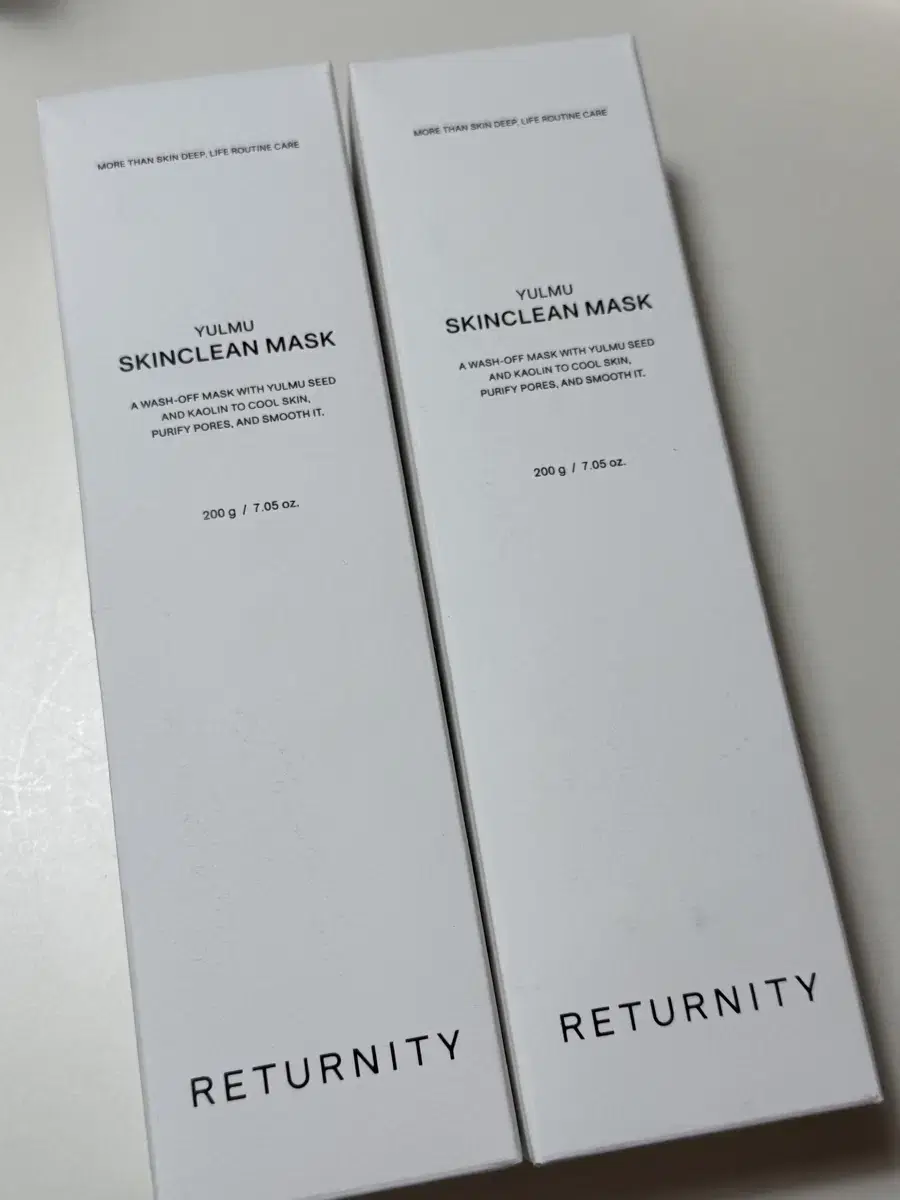 MORE THAN SKIN DEEP, LIFE ROUTINE CARE
YULMU
SKINCLEAN MASK
A WASH-OFF MASK WITH YULMU SEED
AND KAOLIN TO COOL SKIN,
PURIFY PORES, AND SMOOTH IT.
200 g / 7.05 oz.
RETURNITY
MORE THAN SKIN DEEP, LIFE ROUTINE CARE
YULMU
SKINCLEAN MASK
A WASH-OFF MASK WITH YULMU SEED
AND KAOLIN TO COOL SKIN,
PURIFY PORES, AND SMOOTH IT.
200 g / 7.05 oz.
RETURNITY